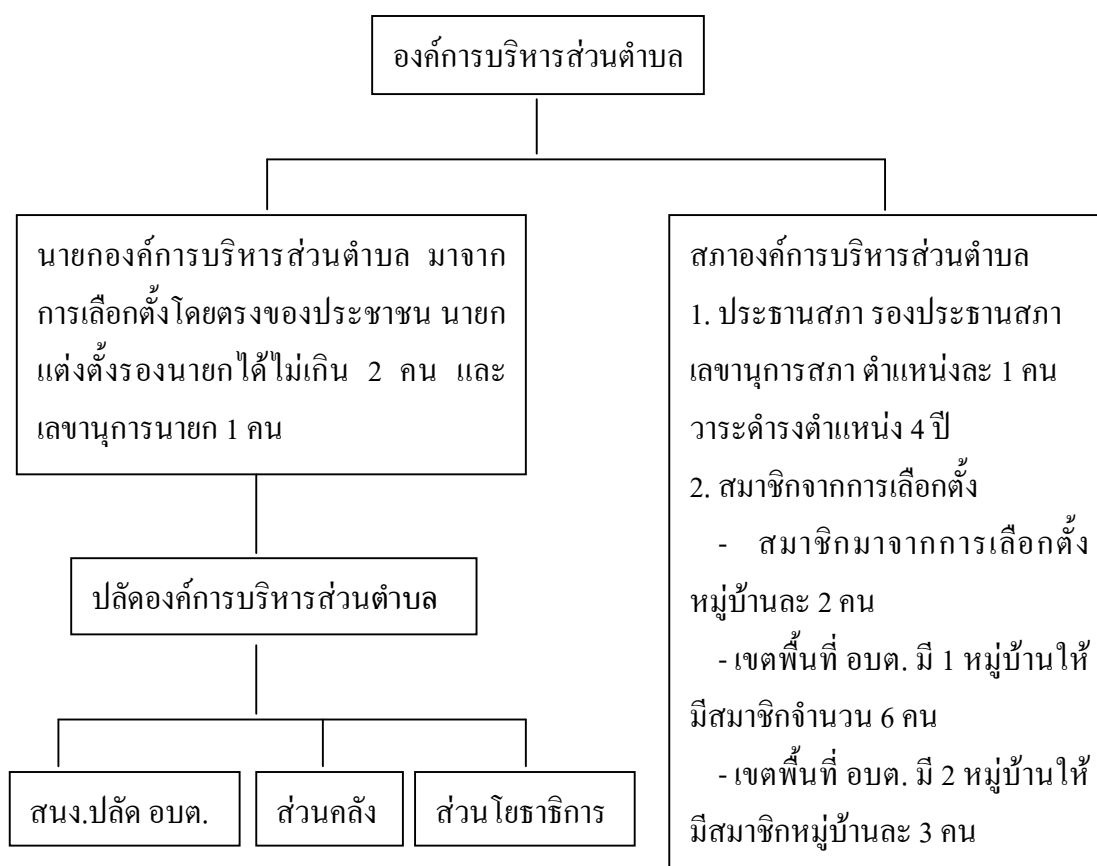 องค์การบริหารส่วนตำบล
นายกองค์การบริหารส่วนตำบล มาจาก
การเลือกตั้งโดยตรงของประชาชน นายก
แต่งตั้งรองนายกได้ไม่เกิน 2 คน และ
เลขานุการนายก 1 คน
ปลัดองค์การบริหารส่วนตำบล
สนง.ปลัด อบต.
ส่วนคลัง
ส่วนโยธาธิการ
สภาองค์การบริหารส่วนตำบล
1. ประธานสภา รองประธานสภา
เลขานุการสภา ตำแหน่งละ 1 คน
วาระดำรงตำแหน่ง 4 ปี
2. สมาชิกจากการเลือกตั้ง
- สมาชิกมาจากการเลือกตั้ง
หมู่บ้านละ 2 คน
- เขตพื้นที่ อบต. มี 1 หมู่บ้านให้
มีสมาชิกจำนวน 6 คน
- เขตพื้นที่ อบต. มี 2 หมู่บ้านให้
มีสมาชิกหมู่บ้านละ 3 คน